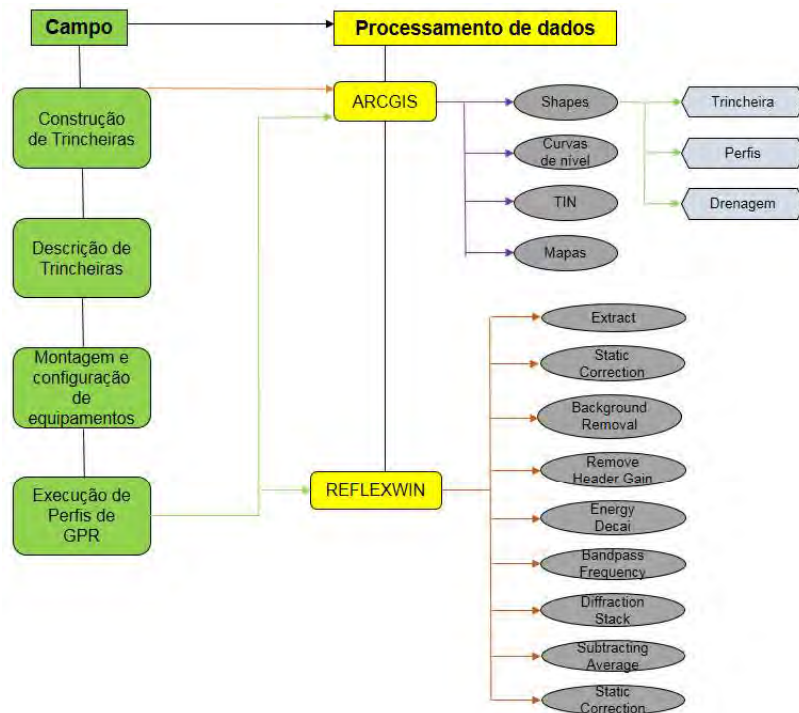 Campo
Processamento de dados
Construção
de Trincheiras
Descrição de
Trincheiras
Montagem e
configuração
de
equipamentos
Execução de
Perfis de
GPR
ARCGIS
Shapes
Curvas
de nível
TIN
Mapas
Trincheira
Perfis
Drenagem
REFLEXWIN
Extract
Static
Correction
Background
Removal
Remove
Header Gain
Energy
Decai
Bandpass
Frequency
Diffraction
Stack
Subtracting
Average
Static
Correction